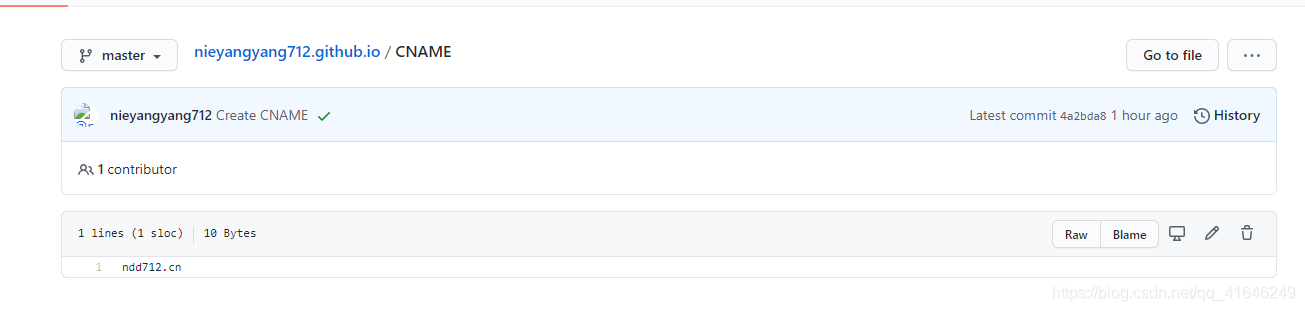 master nieyangyang712.github.io / CNAME Go to file ...
nieyangyang712 Create CNAME Latest commit 4a2bda8 1 hour ago History
1 contributor
1 lines (1 sloc) 10 Bytes Raw Blame
1 ndd712.cn
https://blog.csdn.net/qq_41646249